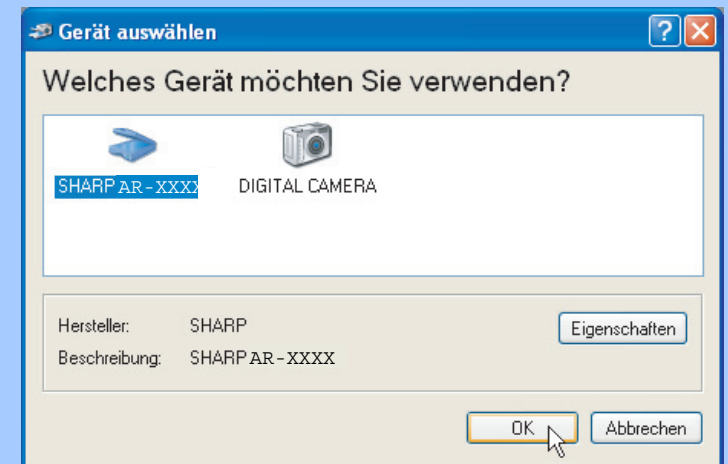 Gerät auswählen
Welches Gerät möchten Sie verwenden?
SHARP AR-XXXX DIGITAL CAMERA
Hersteller: SHARP Eigenschaften
Beschreibung: SHARP AR-XXXX
OK Abbrechen